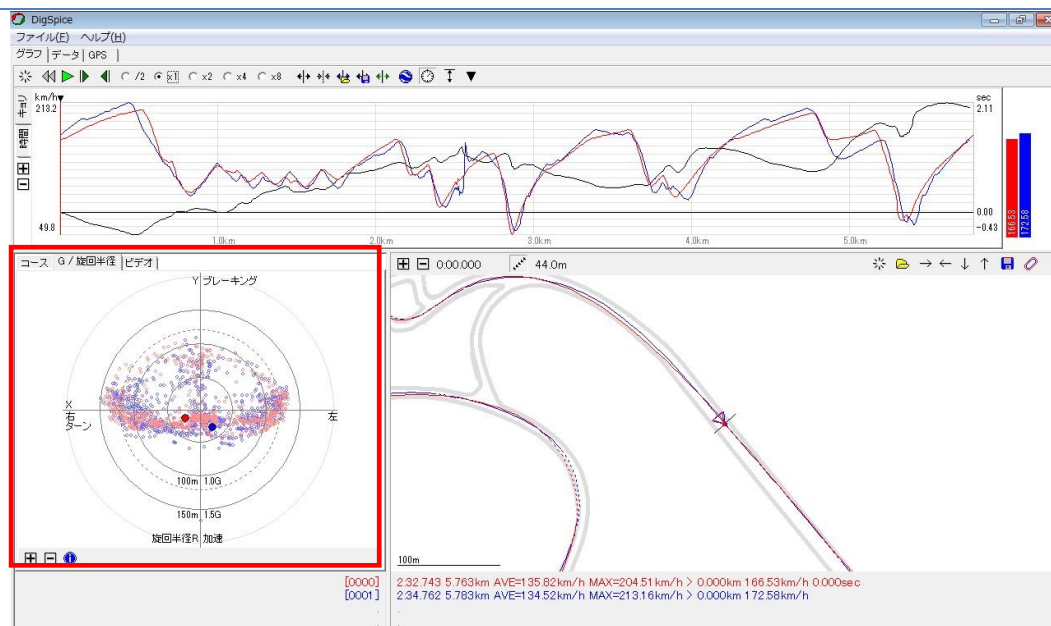 DigSpice
ファイル(F) ヘルプ(H)
グラフ データ GPS
/2 x1 x2 x4 x8
キョリ
時間
km/h
213.2
49.8
sec
2.11
0.00
-0.43
166.53
172.58
1.0km 2.0km 3.0km 4.0km 5.0km
コース G / 旋回半径 ビデオ
Y ブレーキング
X
右
ターン
左
100m 1.0G
150m 1.5G
旋回半径R 加速
0:00.000 44.0m
100m
[0000] 2:32.743 5.763km AVE=135.82km/h MAX=204.51km/h > 0.000km 166.53km/h 0.000sec
[0001] 2:34.762 5.783km AVE=134.52km/h MAX=213.16km/h > 0.000km 172.58km/h